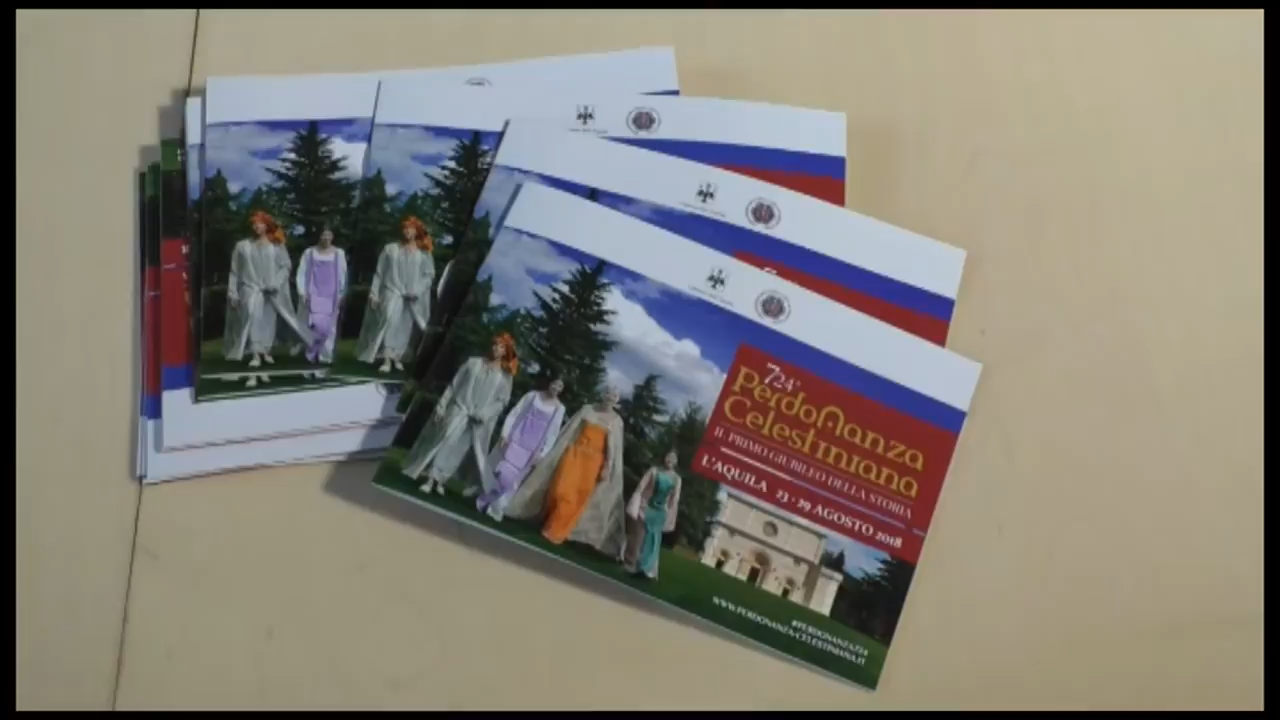 724ª
Perdonanza
Celestiniana
IL PRIMO GIUBILEO DELLA STORIA
L'AQUILA 23 - 29 AGOSTO 2018
#PERDONANZA724
WWW.PERDONANZA-CELESTINIANA.IT